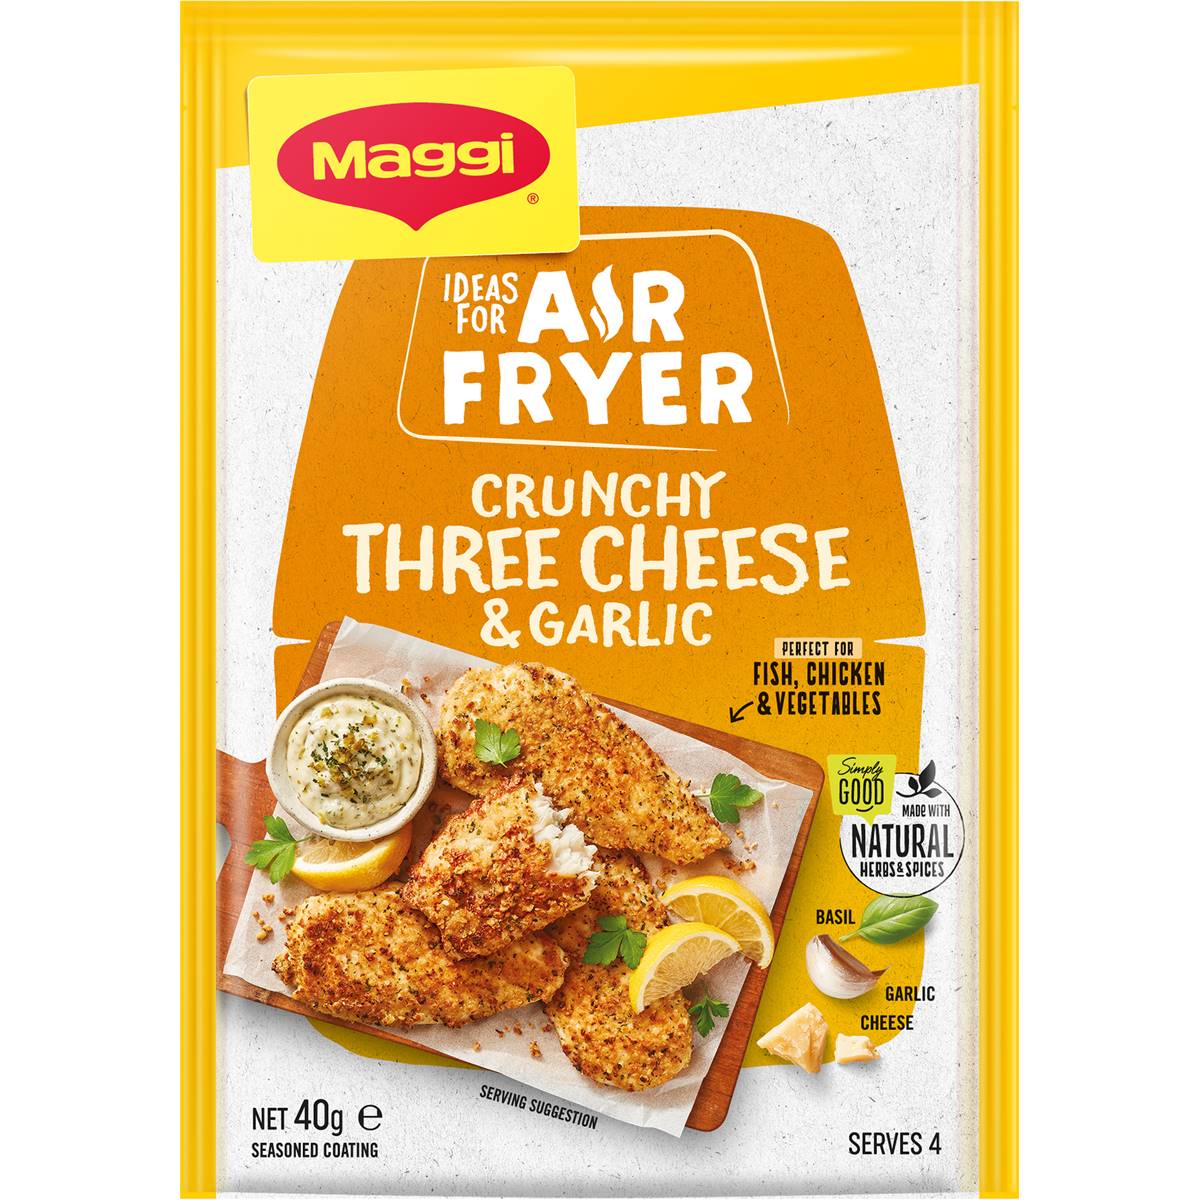 Maggi
®
IDEAS
FOR
AIR
FRYER
CRUNCHY
THREE CHEESE
& GARLIC
PERFECT FOR
FISH, CHICKEN
& VEGETABLES
Simply
GOOD
MADE WITH
NATURAL
HERBS & SPICES
BASIL
GARLIC
CHEESE
SERVING SUGGESTION
NET 40g e
SEASONED COATING
SERVES 4